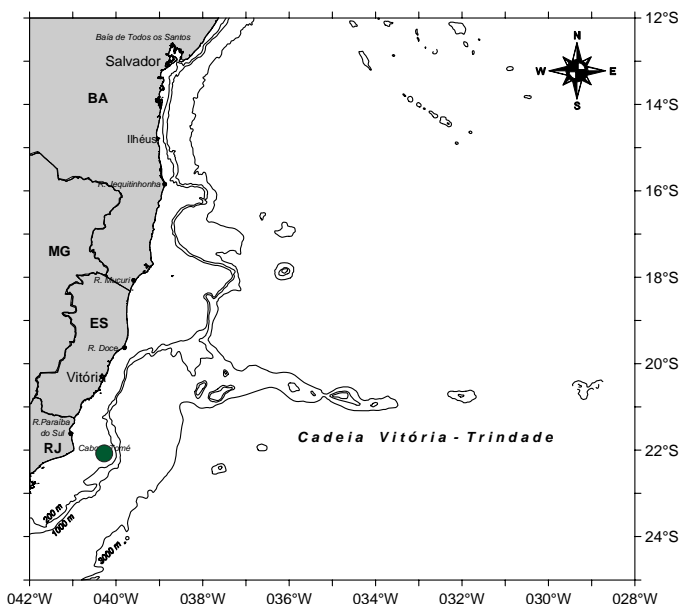 12°S
Baía de Todos os Santos
N
Salvador
W
E
BA
S
14°S
Ilhéus
R. Jequitinhonha
16°S
MG
R. Mucuri
18°S
ES
R. Doce
20°S
Vitória
R.Paraíba
do Sul
Cadeia Vitória - Trindade
RJ
Tomé
22°S
200 m
1000 m
3000 m
24°S
042°W
040°W
038°W
036°W
034°W
032°W
030°W
028°W